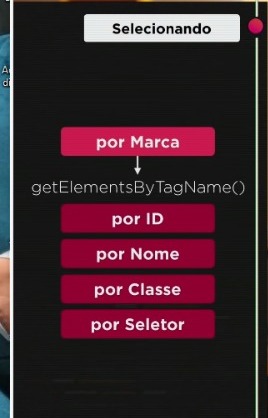 Selecionando
por Marca
getElementsByTagName()
por ID
por Nome
por Classe
por Seletor